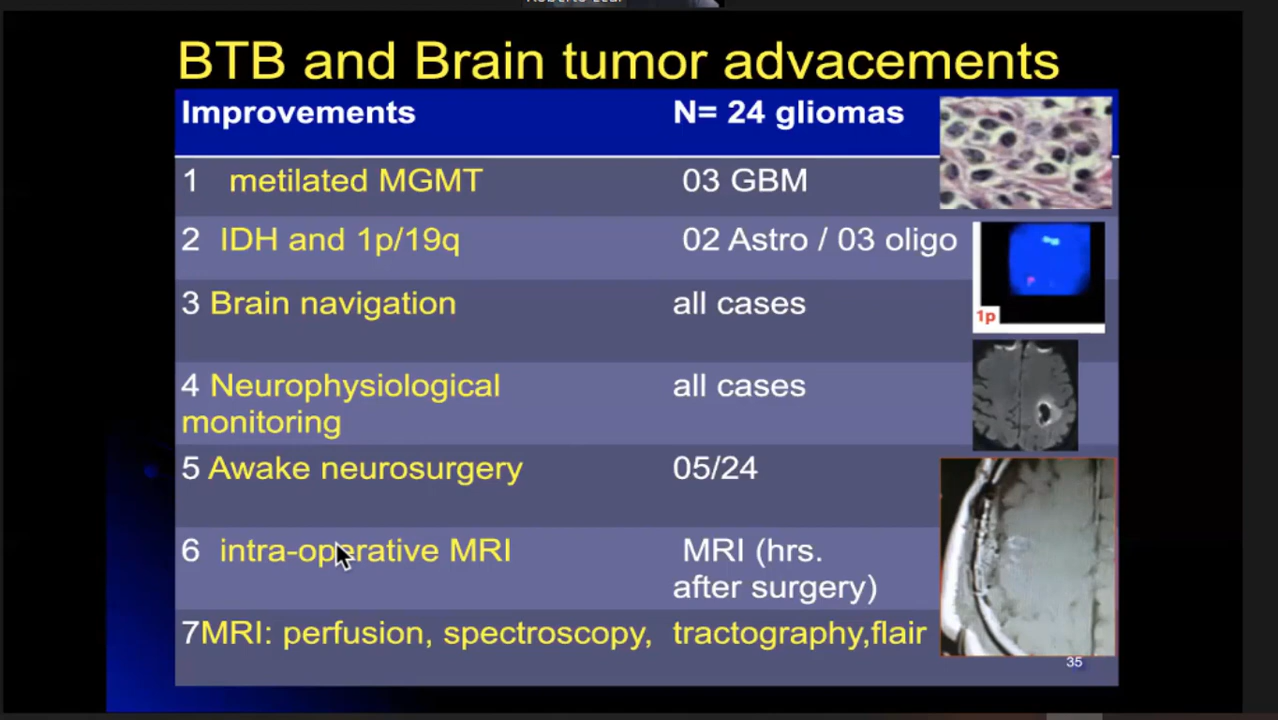 BTB and Brain tumor advacements
Improvements N= 24 gliomas
1 metilated MGMT 03 GBM
2 IDH and 1p/19q 02 Astro / 03 oligo
3 Brain navigation all cases
1p
4 Neurophysiological monitoring all cases
5 Awake neurosurgery 05/24
6 intra-operative MRI MRI (hrs.
after surgery)
7MRI: perfusion, spectroscopy, tractography,flair
35